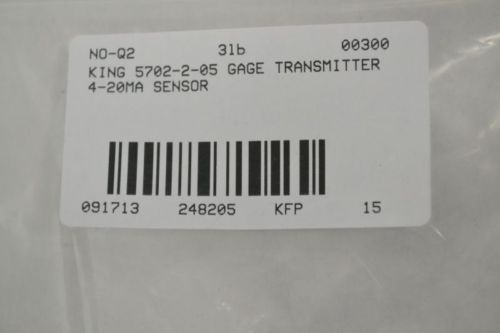 NO-Q2 31b 00300
KING 5702-2-05 GAGE TRANSMITTER
4-20MA SENSOR
091713 248205 KFP 15